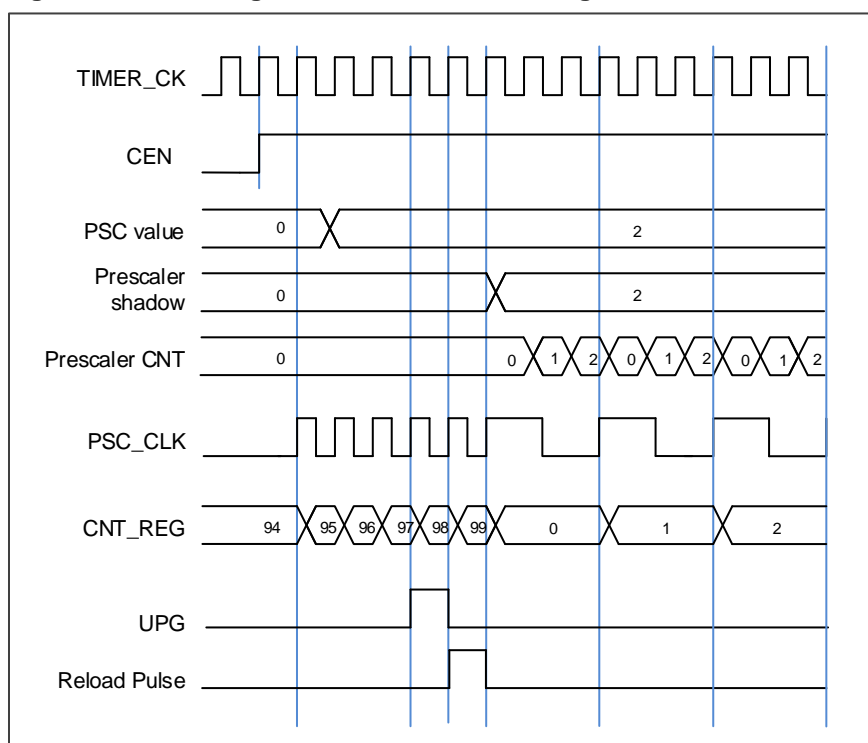 TIMER_CK
CEN
PSC value 0 2
Prescaler
shadow 0 2
Prescaler CNT 0 0 1 2 0 1 2 0 1 2
PSC_CLK
CNT_REG 94 95 96 97 98 99 0 1 2
UPG
Reload Pulse